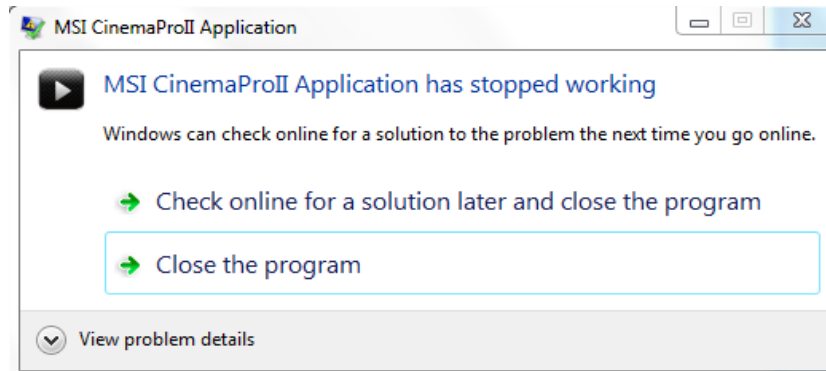 MSI CinemaProII Application
MSI CinemaProII Application has stopped working
Windows can check online for a solution to the problem the next time you go online.
Check online for a solution later and close the program
Close the program
View problem details